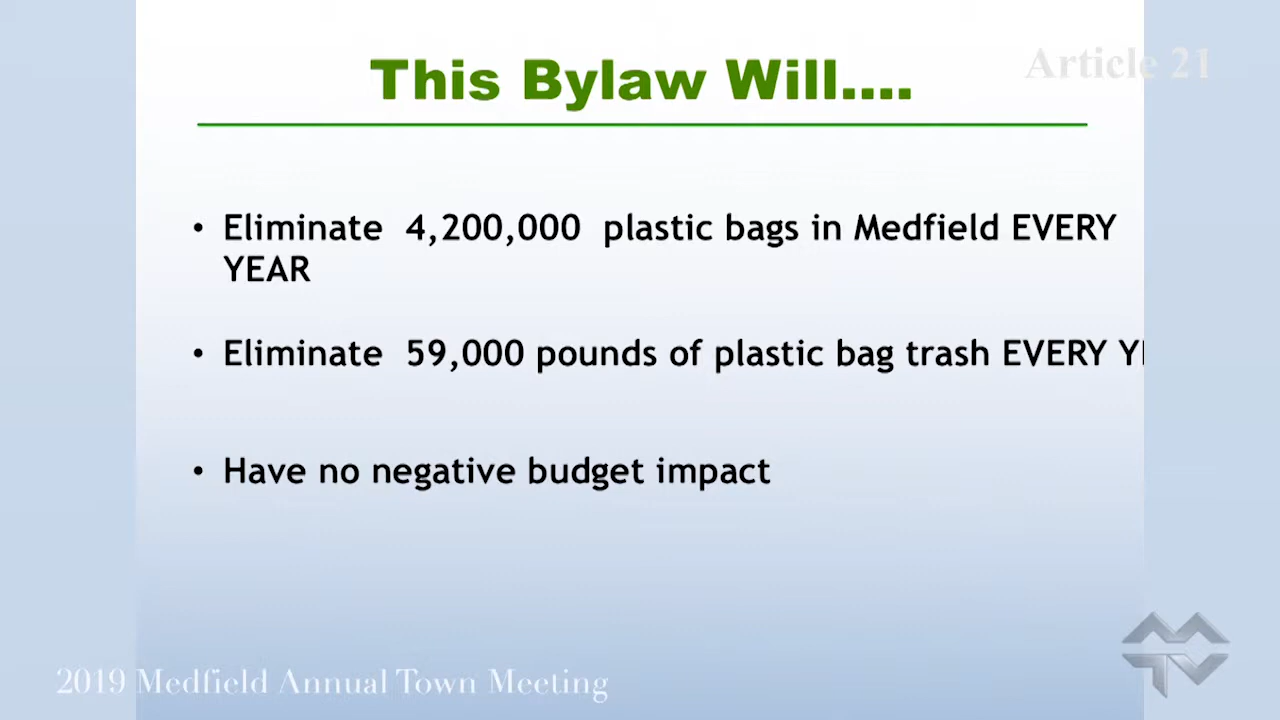 This Bylaw Will....
Article 21
• Eliminate 4,200,000 plastic bags in Medfield EVERY
YEAR
• Eliminate 59,000 pounds of plastic bag trash EVERY
• Have no negative budget impact
2019 Medfield Annual Town Meeting